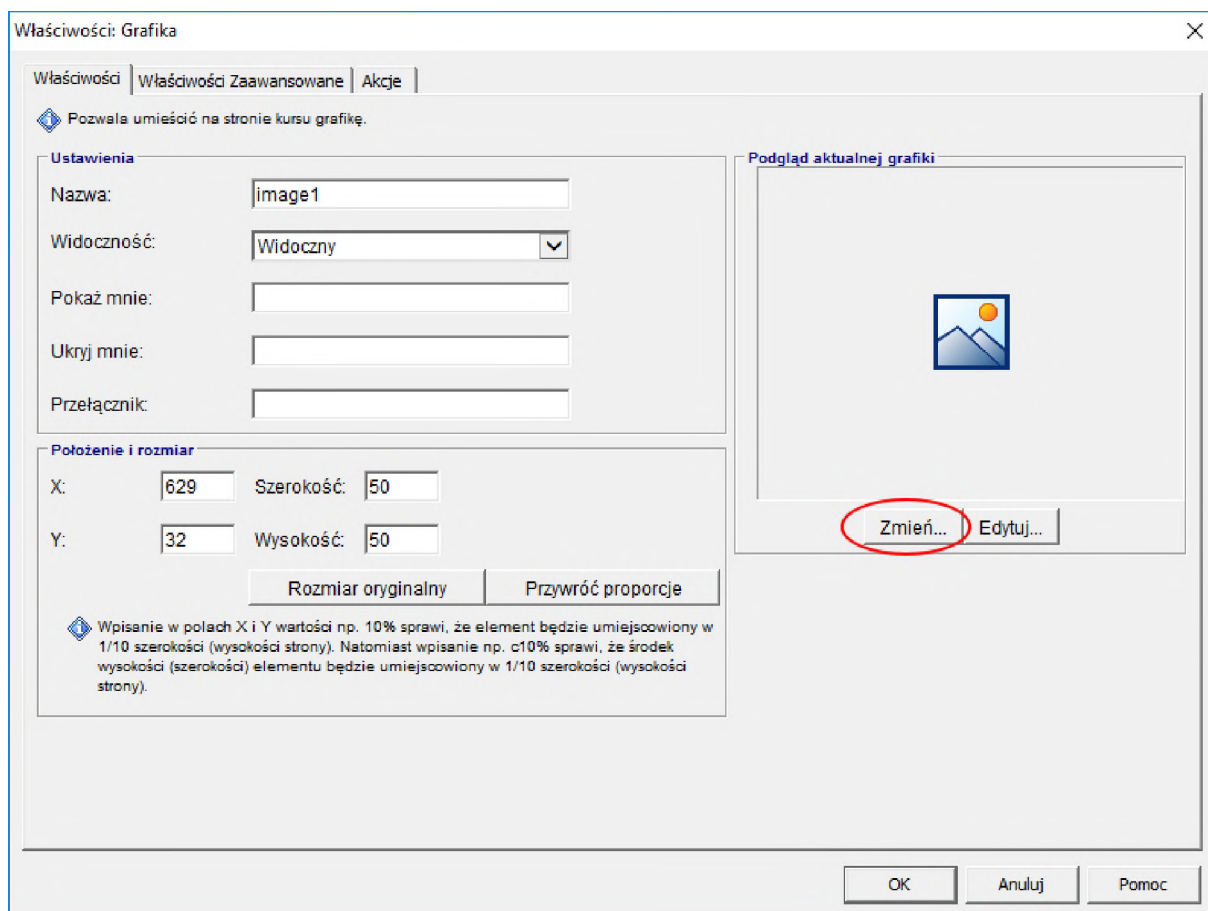 Właściwości: Grafika
Właściwości Właściwości Zaawansowane Akcje
Pozwala umieścić na stronie kursu grafikę.
Ustawienia
Nazwa: image1
Widoczność: Widoczny
Pokaż mnie:
Ukryj mnie:
Przełącznik:
Położenie i rozmiar
X: 629 Szerokość: 50
Y: 32 Wysokość: 50
Rozmiar oryginalny Przywróć proporcje
Wpisanie w polach X i Y wartości np. 10% sprawi, że element będzie umiejscowiony w
1/10 szerokości (wysokości strony). Natomiast wpisanie np. c10% sprawi, że środek
wysokości (szerokości) elementu będzie umiejscowiony w 1/10 szerokości (wysokości
strony).
Podgląd aktualnej grafiki
Zmień... Edytuj...
OK Anuluj Pomoc